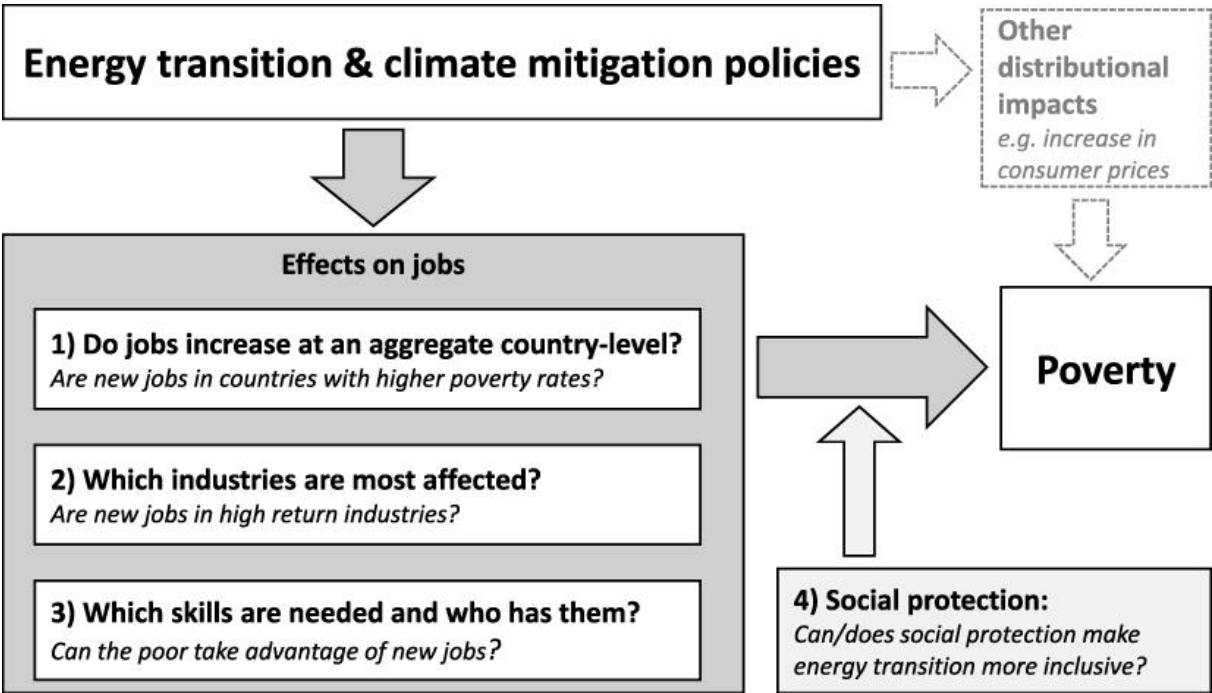 Energy transition & climate mitigation policies
Other
distributional
impacts
e.g. increase in
consumer prices
Effects on jobs
1) Do jobs increase at an aggregate country-level?
Are new jobs in countries with higher poverty rates?
2) Which industries are most affected?
Are new jobs in high return industries?
3) Which skills are needed and who has them?
Can the poor take advantage of new jobs?
Poverty
4) Social protection:
Can/does social protection make
energy transition more inclusive?